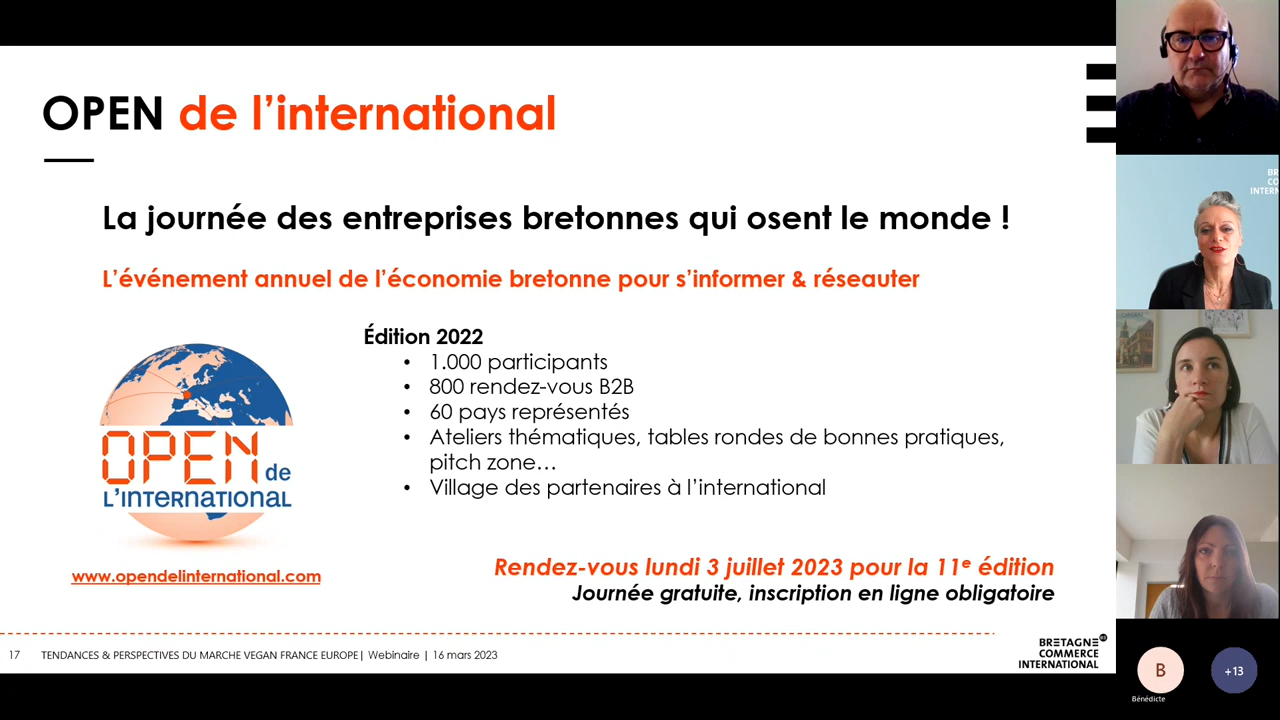 OPEN de l’international
La journée des entreprises bretonnes qui osent le monde !
L’événement annuel de l’économie bretonne pour s’informer & réseauter
Édition 2022
• 1.000 participants
• 800 rendez-vous B2B
• 60 pays représentés
• Ateliers thématiques, tables rondes de bonnes pratiques,
pitch zone…
• Village des partenaires à l’international
OPEN de
L’INTERNATIONAL
www.opendelinternational.com
Rendez-vous lundi 3 juillet 2023 pour la 11e édition
Journée gratuite, inscription en ligne obligatoire
17 TENDANCES & PERSPECTIVES DU MARCHE VEGAN FRANCE EUROPE| Webinaire | 16 mars 2023
BRETAGNE
COMMERCE
INTERNATIONAL
BR
CO
INTERN
B
Bénédicte
+13